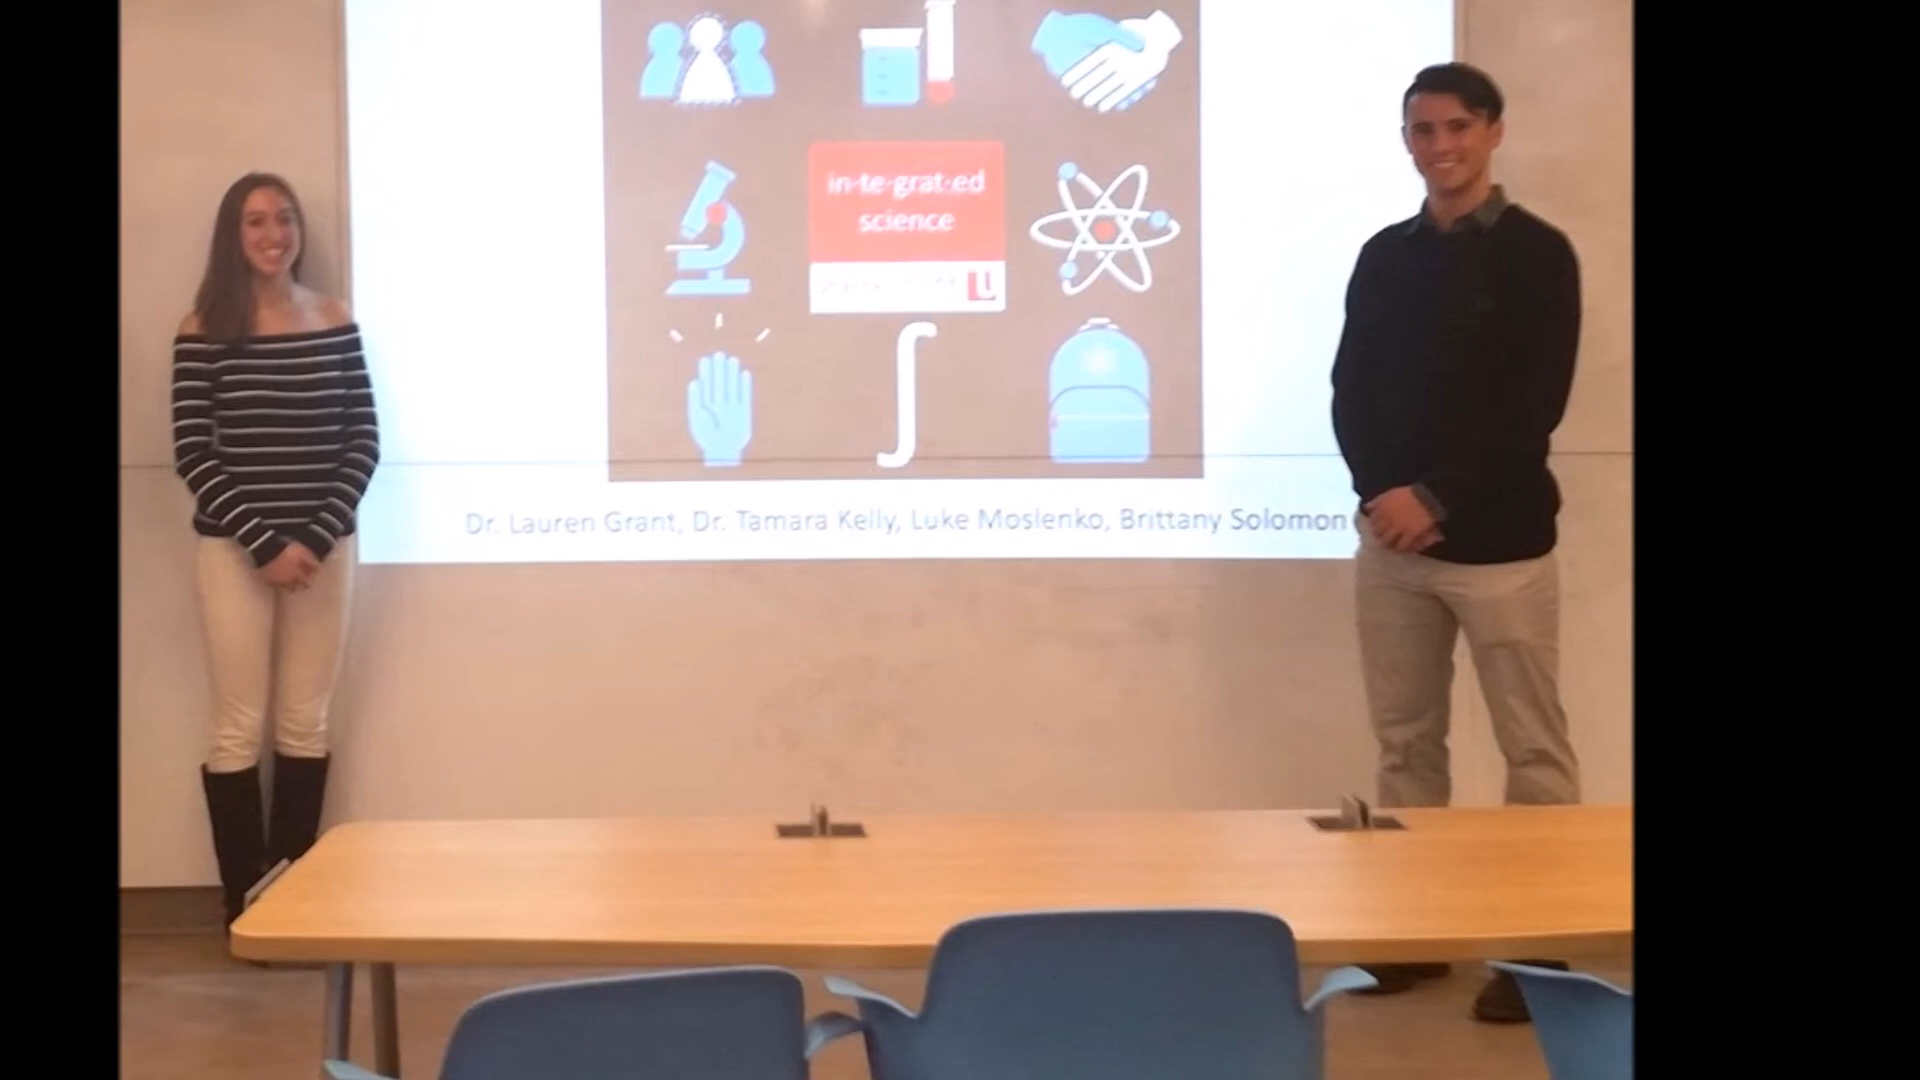 in·te·grat·ed
science
Dr. Lauren Grant, Dr. Tamara Kelly, Luke Moslenko, Brittany Solomon